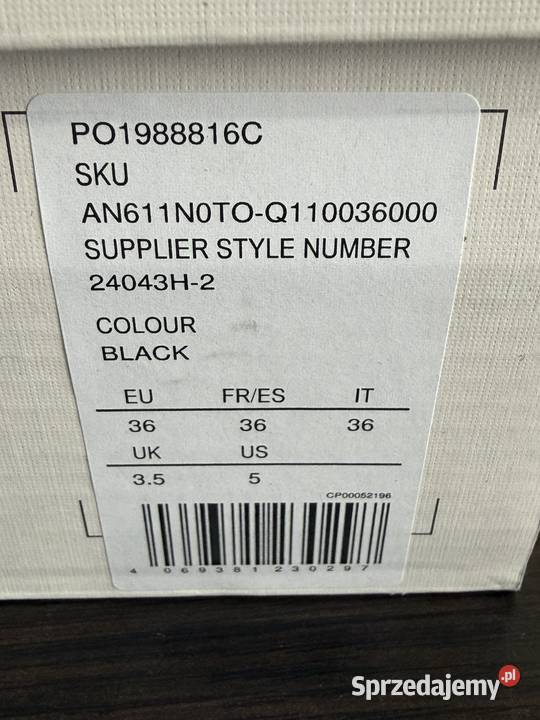 PO1988816C
SKU
AN611N0TO-Q110036000
SUPPLIER STYLE NUMBER
24043H-2
COLOUR
BLACK
EU FR/ES IT
36 36 36
UK US
3.5 5
CP00052196
4 069381 230297
Sprzedajemy.pl